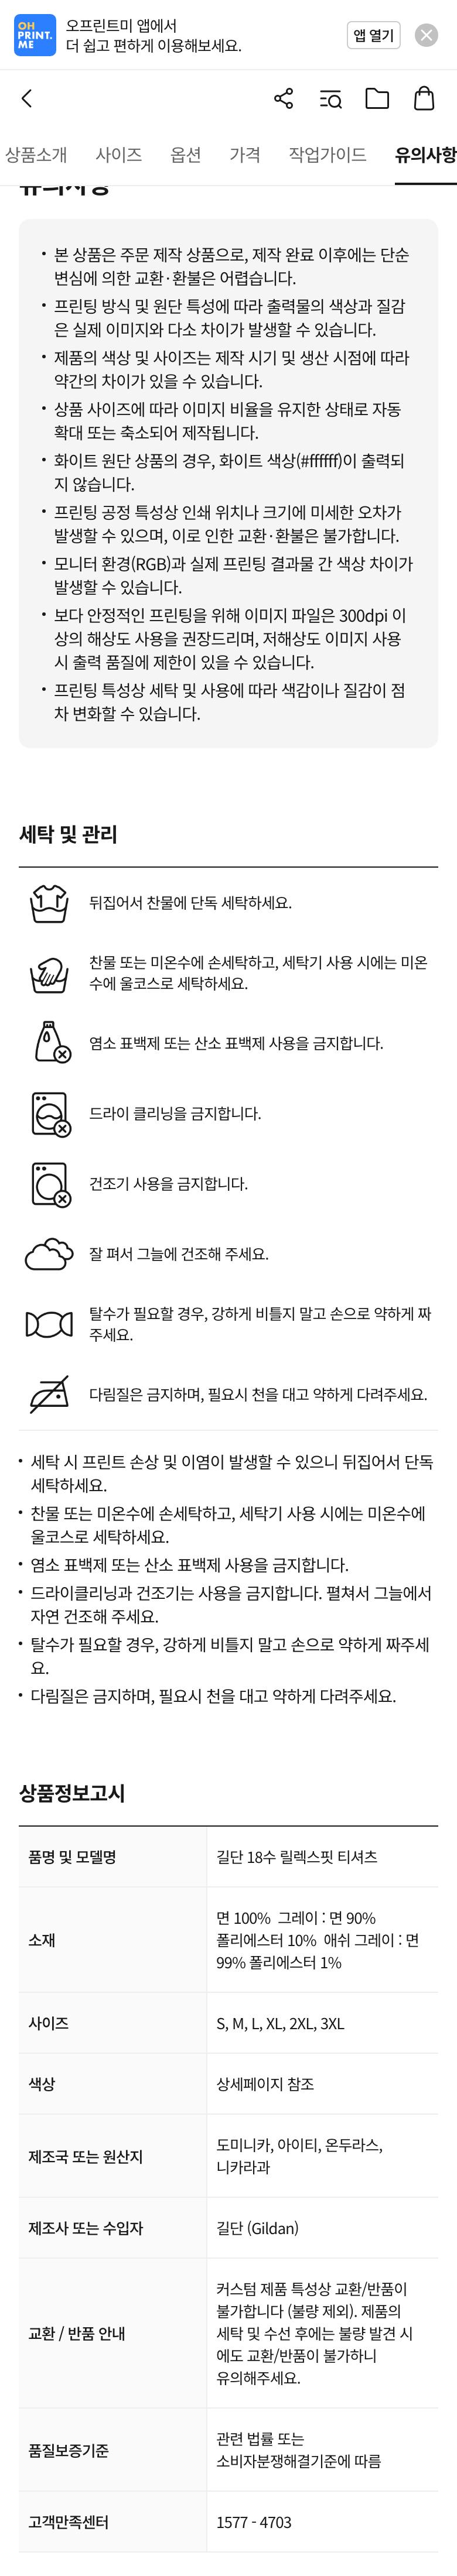 OH
PRINT.
ME
오프린트미 앱에서
더 쉽고 편하게 이용해보세요.
앱 열기
상품소개 사이즈 옵션 가격 작업가이드 유의사항
유의사항
• 본 상품은 주문 제작 상품으로, 제작 완료 이후에는 단순
변심에 의한 교환·환불은 어렵습니다.
• 프린팅 방식 및 원단 특성에 따라 출력물의 색상과 질감
은 실제 이미지와 다소 차이가 발생할 수 있습니다.
• 제품의 색상 및 사이즈는 제작 시기 및 생산 시점에 따라
약간의 차이가 있을 수 있습니다.
• 상품 사이즈에 따라 이미지 비율을 유지한 상태로 자동
확대 또는 축소되어 제작됩니다.
• 화이트 원단 상품의 경우, 화이트 색상(#ffffff)이 출력되
지 않습니다.
• 프린팅 공정 특성상 인쇄 위치나 크기에 미세한 오차가
발생할 수 있으며, 이로 인한 교환·환불은 불가합니다.
• 모니터 환경(RGB)과 실제 프린팅 결과물 간 색상 차이가
발생할 수 있습니다.
• 보다 안정적인 프린팅을 위해 이미지 파일은 300dpi 이
상의 해상도 사용을 권장드리며, 저해상도 이미지 사용
시 출력 품질에 제한이 있을 수 있습니다.
• 프린팅 특성상 세탁 및 사용에 따라 색감이나 질감이 점
차 변화할 수 있습니다.
세탁 및 관리
뒤집어서 찬물에 단독 세탁하세요.
찬물 또는 미온수에 손세탁하고, 세탁기 사용 시에는 미온
수에 울코스로 세탁하세요.
염소 표백제 또는 산소 표백제 사용을 금지합니다.
드라이 클리닝을 금지합니다.
건조기 사용을 금지합니다.
잘 펴서 그늘에 건조해 주세요.
탈수가 필요할 경우, 강하게 비틀지 말고 손으로 약하게 짜
주세요.
다림질은 금지하며, 필요시 천을 대고 약하게 다려주세요.
• 세탁 시 프린트 손상 및 이염이 발생할 수 있으니 뒤집어서 단독
세탁하세요.
• 찬물 또는 미온수에 손세탁하고, 세탁기 사용 시에는 미온수에
울코스로 세탁하세요.
• 염소 표백제 또는 산소 표백제 사용을 금지합니다.
• 드라이클리닝과 건조기는 사용을 금지합니다. 펼쳐서 그늘에서
자연 건조해 주세요.
• 탈수가 필요할 경우, 강하게 비틀지 말고 손으로 약하게 짜주세
요.
• 다림질은 금지하며, 필요시 천을 대고 약하게 다려주세요.
상품정보고시
품명 및 모델명 길단 18수 릴렉스핏 티셔츠
소재 면 100% 그레이 : 면 90%
폴리에스터 10% 애쉬 그레이 : 면
99% 폴리에스터 1%
사이즈 S, M, L, XL, 2XL, 3XL
색상 상세페이지 참조
제조국 또는 원산지 도미니카, 아이티, 온두라스,
니카라과
제조사 또는 수입자 길단 (Gildan)
교환 / 반품 안내 커스텀 제품 특성상 교환/반품이
불가합니다 (불량 제외). 제품의
세탁 및 수선 후에는 불량 발견 시
에도 교환/반품이 불가하니
유의해주세요.
품질보증기준 관련 법률 또는
소비자분쟁해결기준에 따름
고객만족센터 1577 - 4703